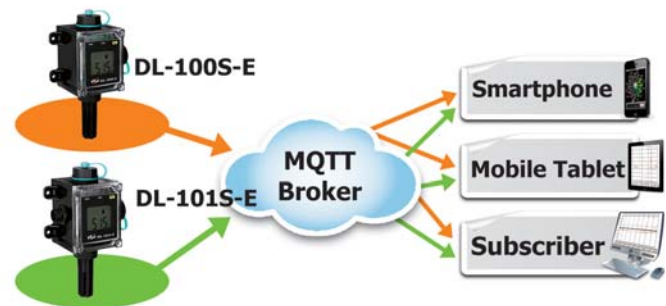 DL-100S-E
DL-101S-E
MQTT
Broker
Smartphone
Mobile Tablet
Subscriber